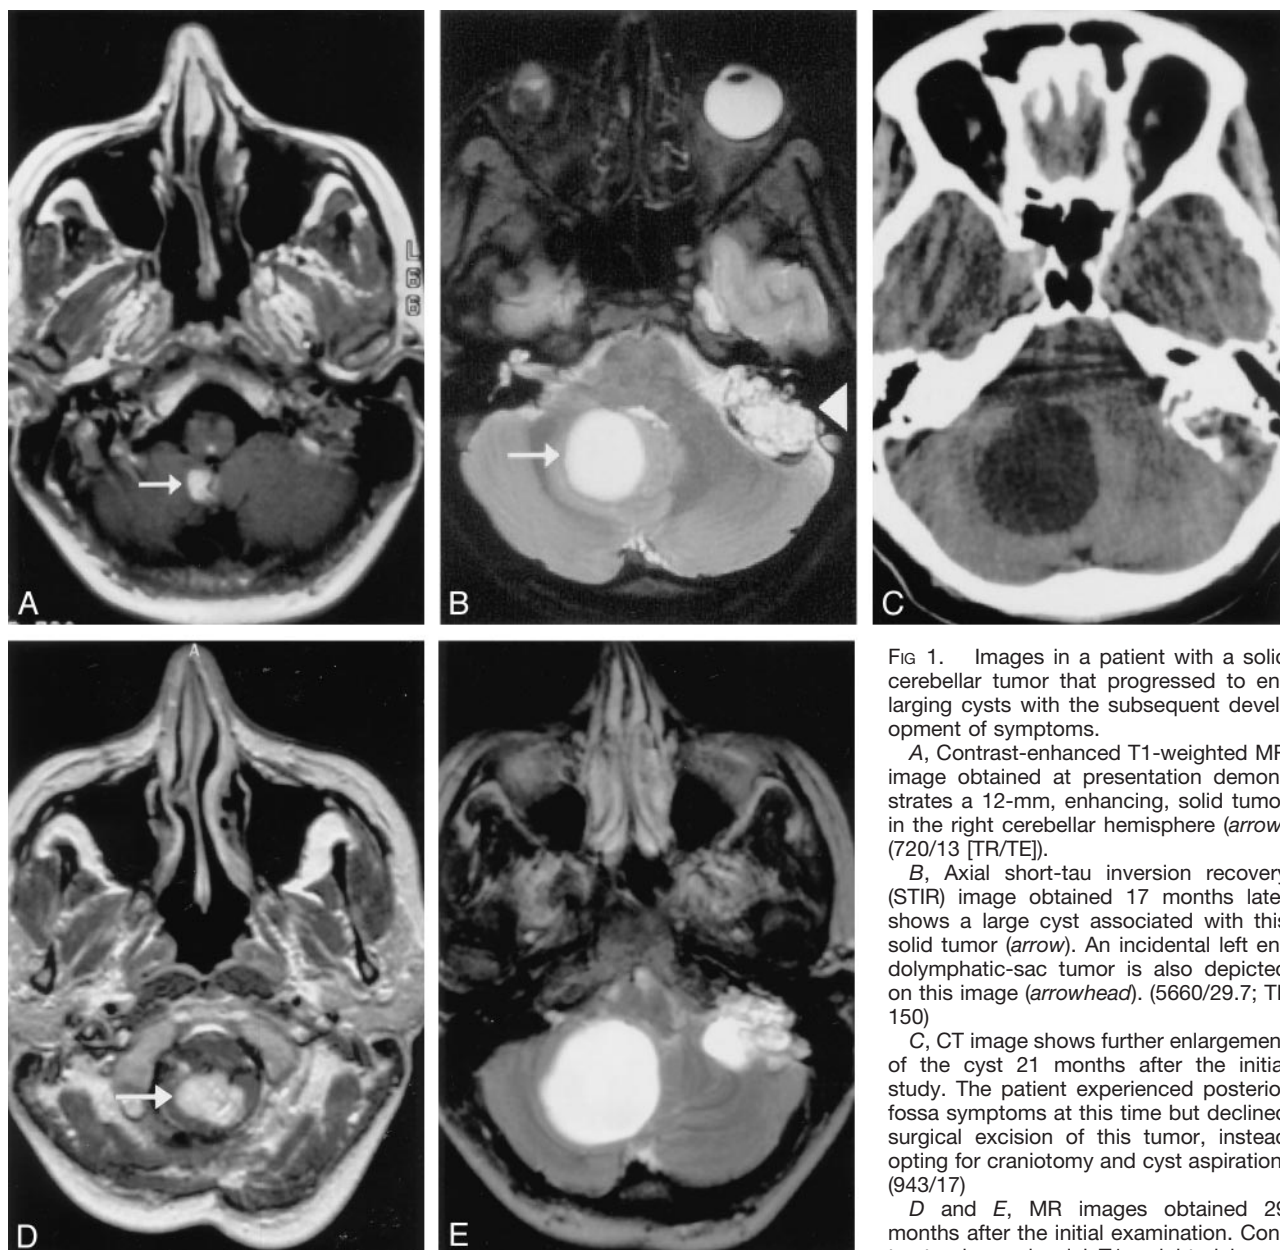 L
6
6
A
B
C
A
D
E
FIG 1. Images in a patient with a solid
cerebellar tumor that progressed to en-
larging cysts with the subsequent devel-
opment of symptoms.
A, Contrast-enhanced T1-weighted MR
image obtained at presentation demon-
strates a 12-mm, enhancing, solid tumor
in the right cerebellar hemisphere (arrow)
(720/13 [TR/TE]).
B, Axial short-tau inversion recovery
(STIR) image obtained 17 months later
shows a large cyst associated with this
solid tumor (arrow). An incidental left en-
dolymphatic-sac tumor is also depicted
on this image (arrowhead). (5660/29.7; TI
150)
C, CT image shows further enlargement
of the cyst 21 months after the initial
study. The patient experienced posterior
fossa symptoms at this time but declined
surgical excision of this tumor, instead
opting for craniotomy and cyst aspiration.
(943/17)
D and E, MR images obtained 29
months after the initial examination. Con-